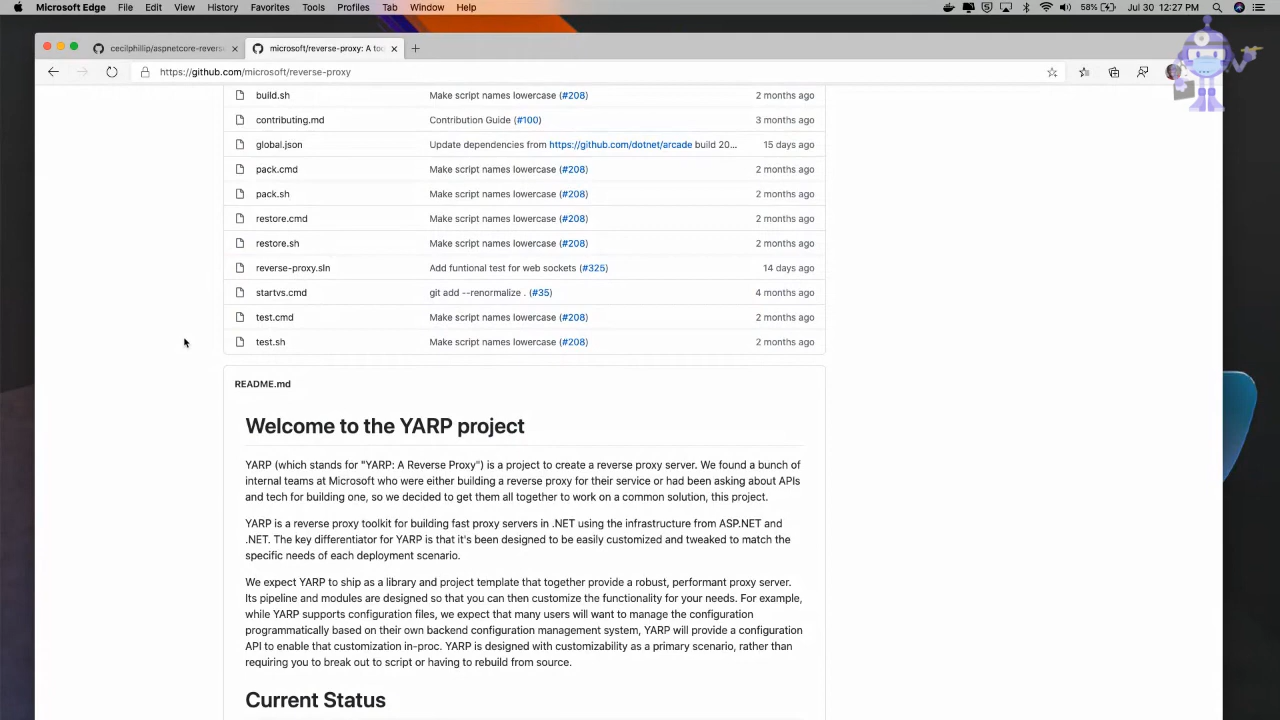 Microsoft Edge File Edit View History Favorites Tools Profiles Tab Window Help 58% Jul 30 12:27 PM
cecilphillip/aspnetcore-revers microsoft/reverse-proxy: A too
https://github.com/microsoft/reverse-proxy
build.sh Make script names lowercase (#208) 2 months ago
contributing.md Contribution Guide (#100) 3 months ago
global.json Update dependencies from https://github.com/dotnet/arcade build 20... 15 days ago
pack.cmd Make script names lowercase (#208) 2 months ago
pack.sh Make script names lowercase (#208) 2 months ago
restore.cmd Make script names lowercase (#208) 2 months ago
restore.sh Make script names lowercase (#208) 2 months ago
reverse-proxy.sln Add funtional test for web sockets (#325) 14 days ago
startvs.cmd git add --renormalize . (#35) 4 months ago
test.cmd Make script names lowercase (#208) 2 months ago
test.sh Make script names lowercase (#208) 2 months ago
README.md
Welcome to the YARP project
YARP (which stands for "YARP: A Reverse Proxy") is a project to create a reverse proxy server. We found a bunch of
internal teams at Microsoft who were either building a reverse proxy for their service or had been asking about APIs
and tech for building one, so we decided to get them all together to work on a common solution, this project.
YARP is a reverse proxy toolkit for building fast proxy servers in .NET using the infrastructure from ASP.NET and
.NET. The key differentiator for YARP is that it's been designed to be easily customized and tweaked to match the
specific needs of each deployment scenario.
We expect YARP to ship as a library and project template that together provide a robust, performant proxy server.
Its pipeline and modules are designed so that you can then customize the functionality for your needs. For example,
while YARP supports configuration files, we expect that many users will want to manage the configuration
programmatically based on their own backend configuration management system, YARP will provide a configuration
API to enable that customization in-proc. YARP is designed with customizability as a primary scenario, rather than
requiring you to break out to script or having to rebuild from source.
Current Status